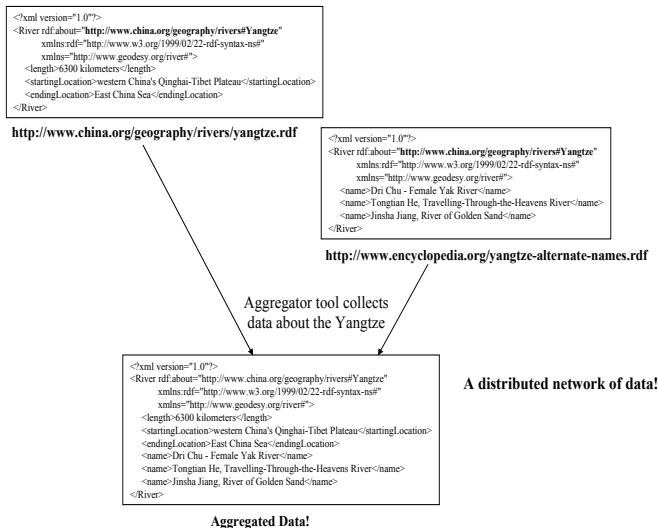 <?xml version="1.0"?>
<River rdf:about="http://www.china.org/geography/rivers#Yangtze"
xmlns:rdf="http://www.w3.org/1999/02/22-rdf-syntax-ns#"
xmlns="http://www.geodesy.org/river#">
<length>6300 kilometers</length>
<startingLocation>western China's Qinghai-Tibet Plateau</startingLocation>
<endingLocation>East China Sea</endingLocation>
</River>
http://www.china.org/geography/rivers/yangtze.rdf
<?xml version="1.0"?>
<River rdf:about="http://www.china.org/geography/rivers#Yangtze"
xmlns:rdf="http://www.w3.org/1999/02/22-rdf-syntax-ns#"
xmlns="http://www.geodesy.org/river#">
<name>Dri Chu - Female Yak River</name>
<name>Tongtian He, Travelling-Through-the-Heavens River</name>
<name>Jinsha Jiang, River of Golden Sand</name>
</River>
http://www.encyclopedia.org/yangtze-alternate-names.rdf
Aggregator tool collects
data about the Yangtze
<?xml version="1.0"?>
<River rdf:about="http://www.china.org/geography/rivers#Yangtze"
xmlns:rdf="http://www.w3.org/1999/02/22-rdf-syntax-ns#"
xmlns="http://www.geodesy.org/river#">
<length>6300 kilometers</length>
<startingLocation>western China's Qinghai-Tibet Plateau</startingLocation>
<endingLocation>East China Sea</endingLocation>
<name>Dri Chu - Female Yak River</name>
<name>Tongtian He, Travelling-Through-the-Heavens River</name>
<name>Jinsha Jiang, River of Golden Sand</name>
</River>
A distributed network of data!
Aggregated Data!